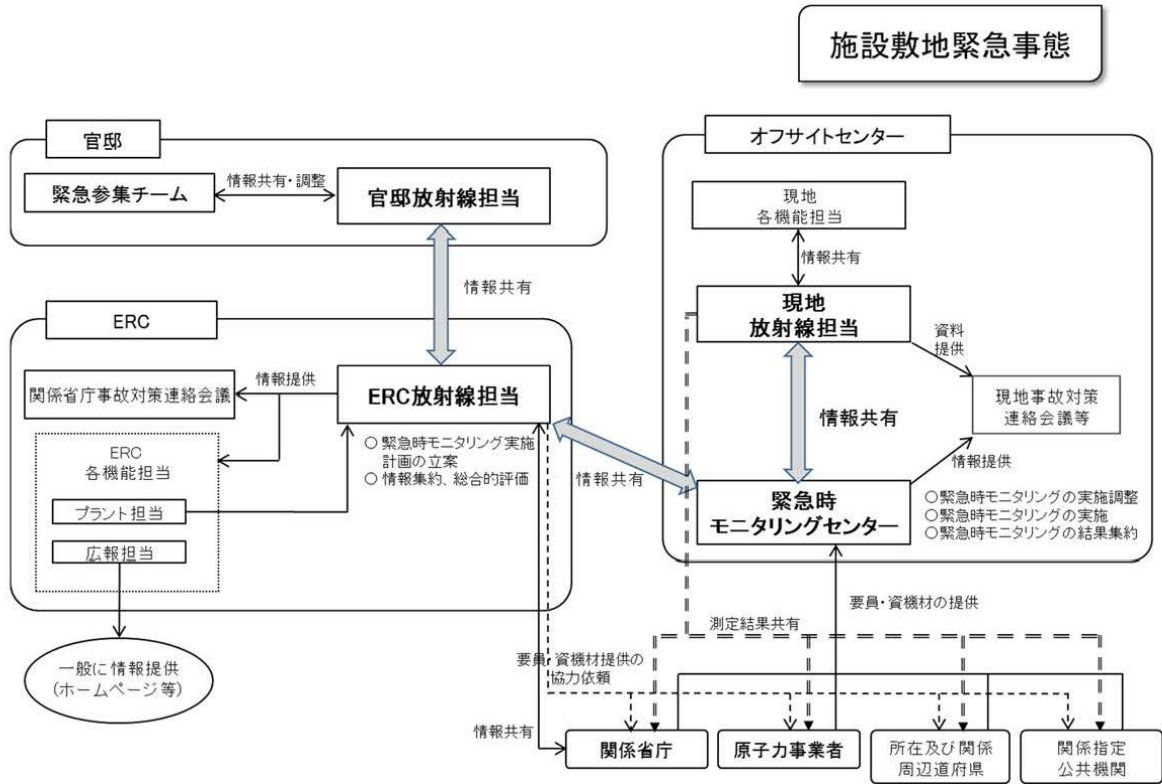 施設敷地緊急事態
官邸
緊急参集チーム
情報共有・調整
官邸放射線担当
情報共有
オフサイトセンター
現地
各機能担当
情報共有
現地
放射線担当
資料
提供
情報共有
現地事故対策
連絡会議等
情報提供
緊急時
モニタリングセンター
○緊急時モニタリングの実施調整
○緊急時モニタリングの実施
○緊急時モニタリングの結果集約
ERC
関係省庁事故対策連絡会議
情報提供
ERC放射線担当
○ 緊急時モニタリング実施
計画の立案
○ 情報集約、総合的評価
情報共有
ERC
各機能担当
プラント担当
広報担当
一般に情報提供
(ホームページ等)
要員・資機材の提供
測定結果共有
要員・資機材提供の
協力依頼
情報共有
関係省庁
原子力事業者
所在及び関係
周辺道府県
関係指定
公共機関